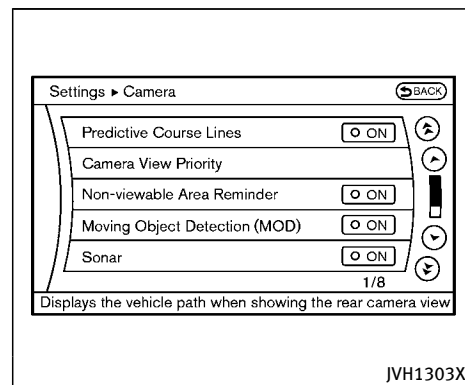 Settings ▸ Camera BACK
Predictive Course Lines ON
Camera View Priority
Non-viewable Area Reminder ON
Moving Object Detection (MOD) ON
Sonar ON
1/8
Displays the vehicle path when showing the rear camera view
JVH1303X